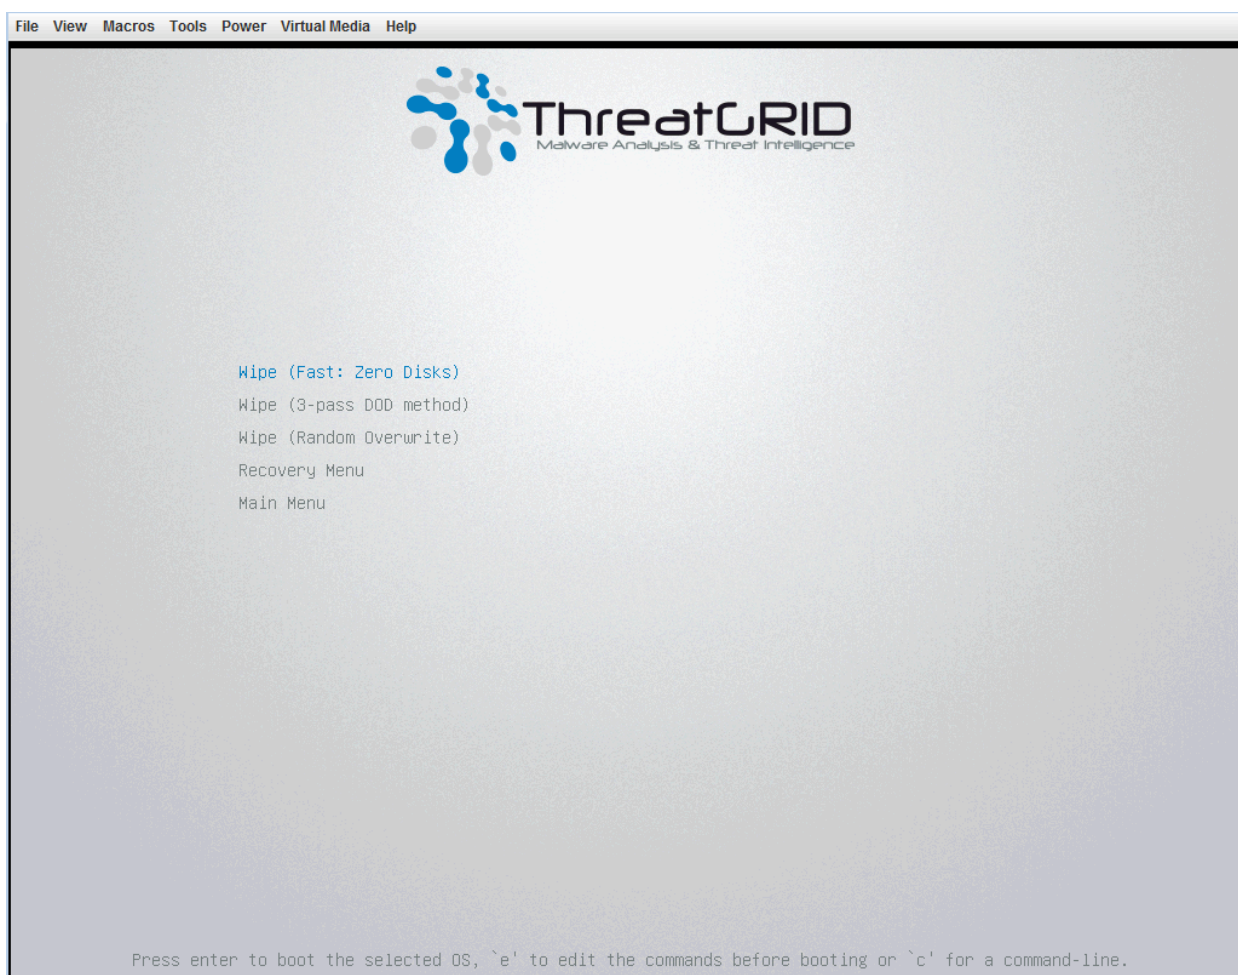 File View Macros Tools Power Virtual Media Help
ThreatGRID
Malware Analysis & Threat Intelligence
Wipe (Fast: Zero Disks)
Wipe (3-pass DOD method)
Wipe (Random Overwrite)
Recovery Menu
Main Menu
Press enter to boot the selected OS, `e' to edit the commands before booting or `c' for a command-line.